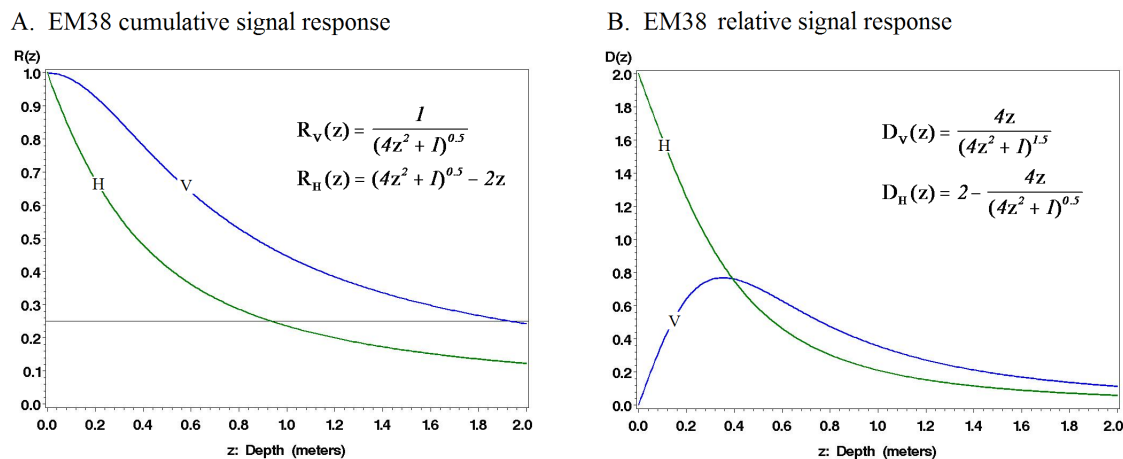 A. EM38 cumulative signal response
R(z)
1.0
0.9
0.8
0.7
0.6
0.5
0.4
0.3
0.2
0.1
0.0
H
V
R_V(z) = 1 / (4z² + 1)^0.5
R_H(z) = (4z² + 1)^0.5 − 2z
0.0 0.2 0.4 0.6 0.8 1.0 1.2 1.4 1.6 1.8 2.0
z: Depth (meters)
B. EM38 relative signal response
D(z)
2.0
1.8
1.6
1.4
1.2
1.0
0.8
0.6
0.4
0.2
0.0
H
V
D_V(z) = 4z / (4z² + 1)^1.5
D_H(z) = 2 − 4z / (4z² + 1)^0.5
0.0 0.2 0.4 0.6 0.8 1.0 1.2 1.4 1.6 1.8 2.0
z: Depth (meters)